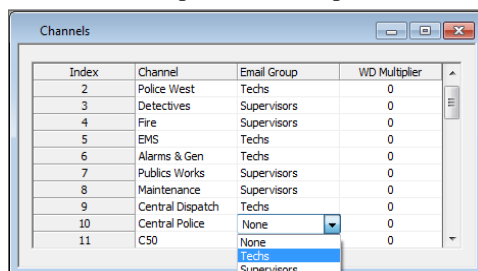 Channels
Index Channel Email Group WD Multiplier
2 Police West Techs 0
3 Detectives Supervisors 0
4 Fire Supervisors 0
5 EMS Techs 0
6 Alarms & Gen Techs 0
7 Publics Works Supervisors 0
8 Maintenance Supervisors 0
9 Central Dispatch Techs 0
10 Central Police None 0
11 C50 None 0
Techs
Supervisors